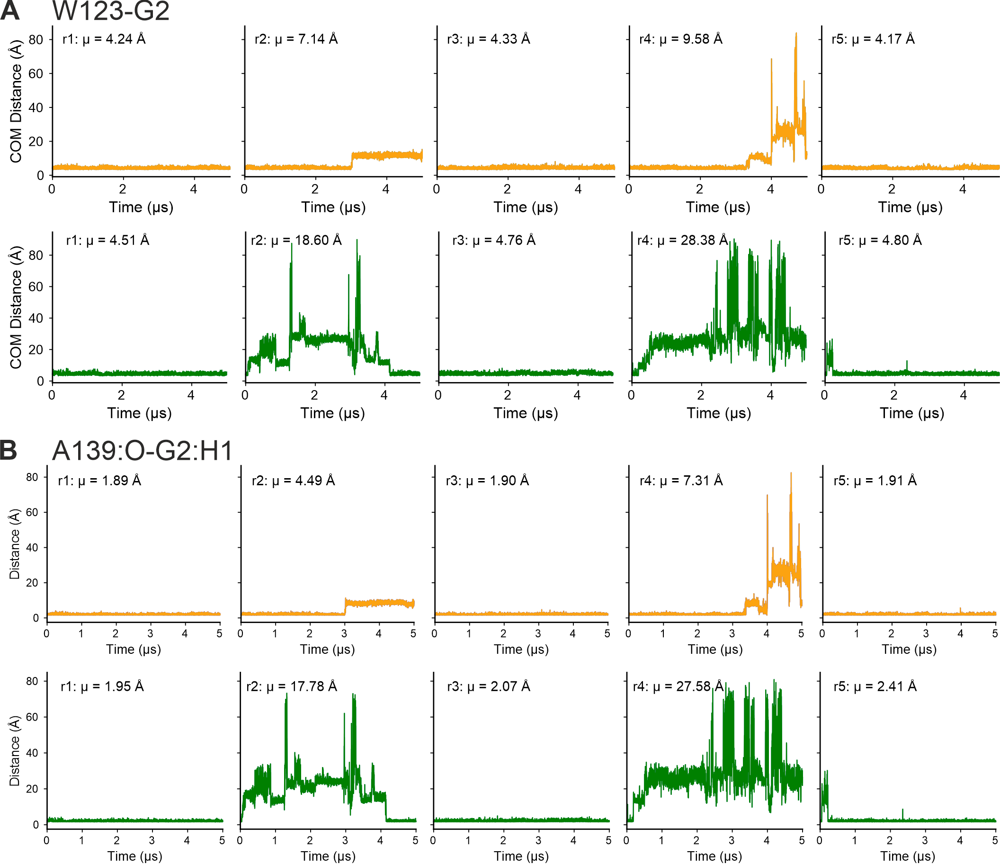 A W123-G2
r1: µ = 4.24 Å r2: µ = 7.14 Å r3: µ = 4.33 Å r4: µ = 9.58 Å r5: µ = 4.17 Å
COM Distance (Å)
80
60
40
20
0
0 2 4 0 2 4 0 2 4 0 2 4 0 2 4
Time (µs) Time (µs) Time (µs) Time (µs) Time (µs)
r1: µ = 4.51 Å r2: µ = 18.60 Å r3: µ = 4.76 Å r4: µ = 28.38 Å r5: µ = 4.80 Å
COM Distance (Å)
80
60
40
20
0
0 2 4 0 2 4 0 2 4 0 2 4 0 2 4
Time (µs) Time (µs) Time (µs) Time (µs) Time (µs)
B A139:O-G2:H1
r1: µ = 1.89 Å r2: µ = 4.49 Å r3: µ = 1.90 Å r4: µ = 7.31 Å r5: µ = 1.91 Å
Distance (Å)
80
60
40
20
0
0 1 2 3 4 5 0 1 2 3 4 5 0 1 2 3 4 5 0 1 2 3 4 5 0 1 2 3 4 5
Time (µs) Time (µs) Time (µs) Time (µs) Time (µs)
r1: µ = 1.95 Å r2: µ = 17.78 Å r3: µ = 2.07 Å r4: µ = 27.58 Å r5: µ = 2.41 Å
Distance (Å)
80
60
40
20
0
0 1 2 3 4 5 0 1 2 3 4 5 0 1 2 3 4 5 0 1 2 3 4 5 0 1 2 3 4 5
Time (µs) Time (µs) Time (µs) Time (µs) Time (µs)